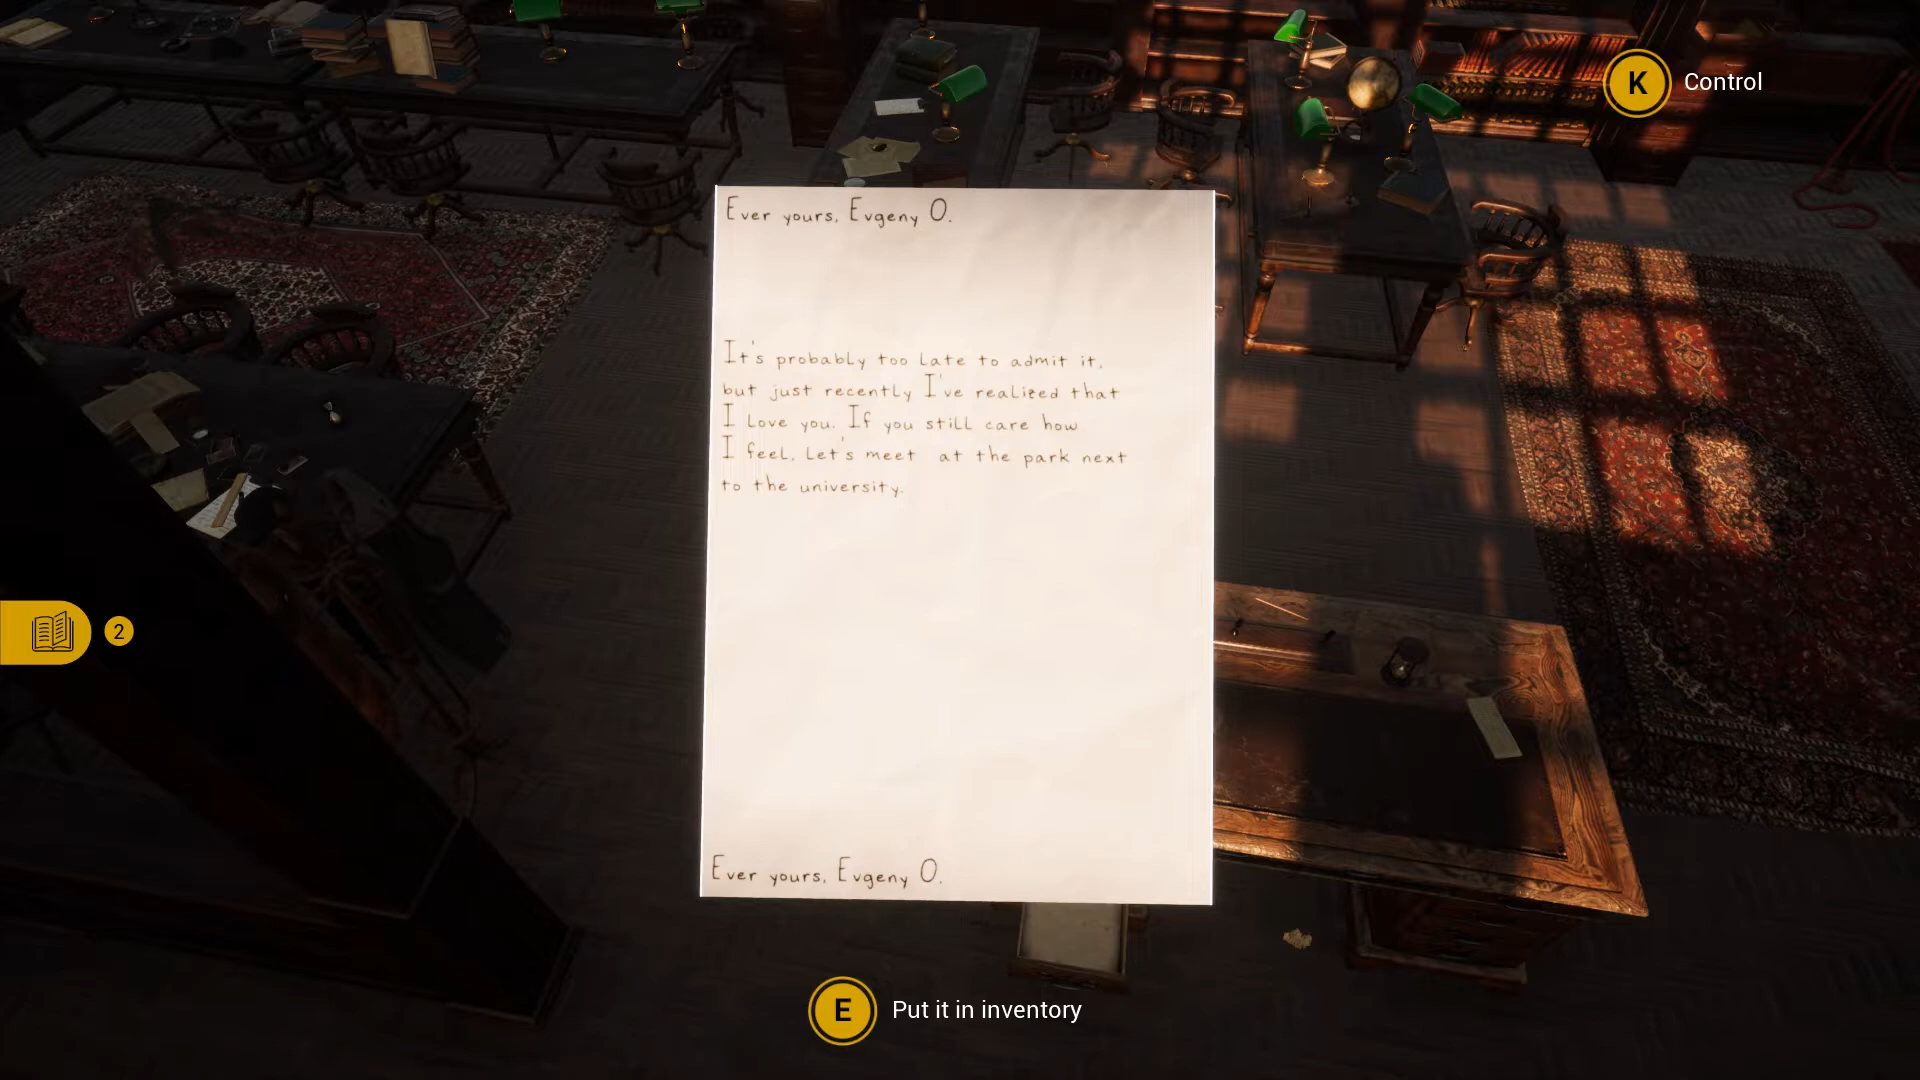 K Control
Ever yours, Evgeny O.
It's probably too late to admit it,
but just recently I've realized that
I love you. If you still care how
I feel, let's meet at the park next
to the university.
2
Ever yours, Evgeny O.
E Put it in inventory